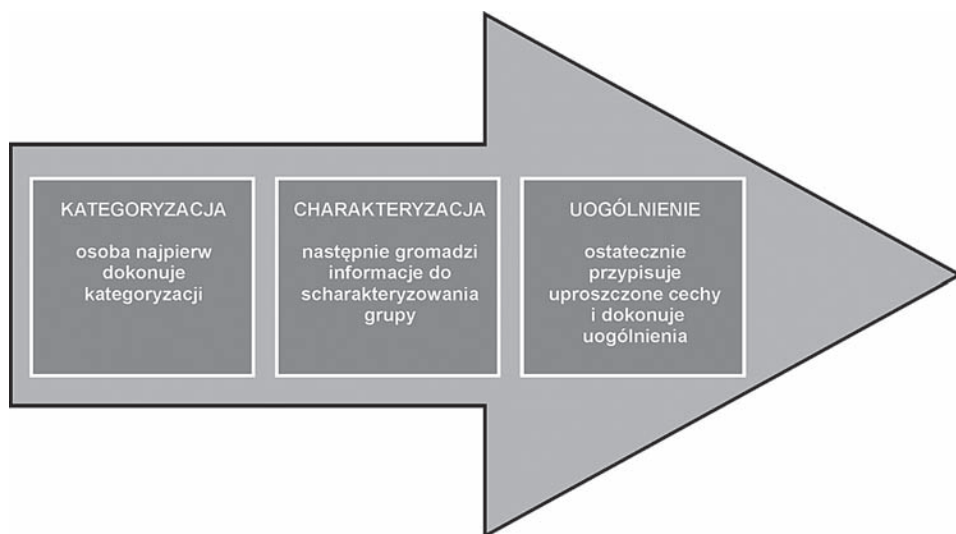 KATEGORYZACJA
osoba najpierw
dokonuje
kategoryzacji
CHARAKTERYZACJA
następnie gromadzi
informacje do
scharakteryzowania
grupy
UOGÓLNIENIE
ostatecznie
przypisuje
uproszczone cechy
i dokonuje
uogólnienia